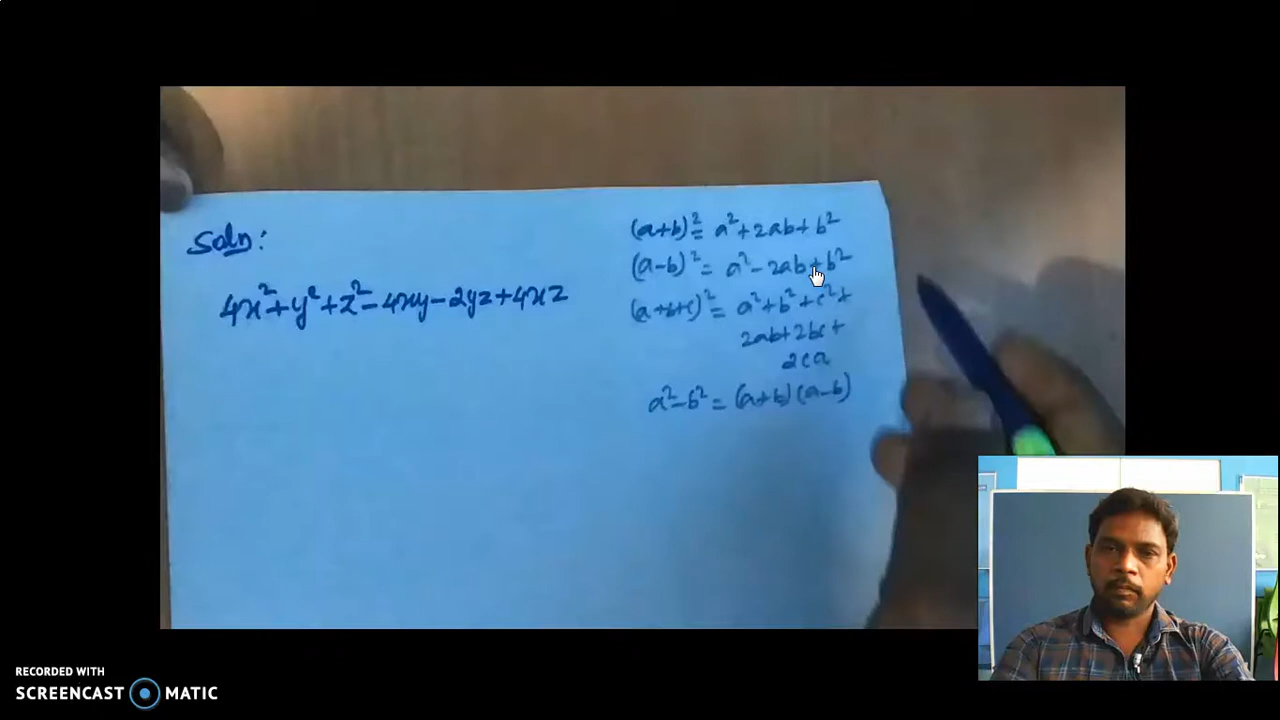 Soln:
4x²+y²+z²-4xy-2yz+4xz
(a+b)² = a²+2ab+b²
(a-b)² = a²-2ab+b²
(a+b+c)² = a²+b²+c²+
2ab+2bc+
2ca
a²-b² = (a+b)(a-b)
RECORDED WITH
SCREENCAST MATIC